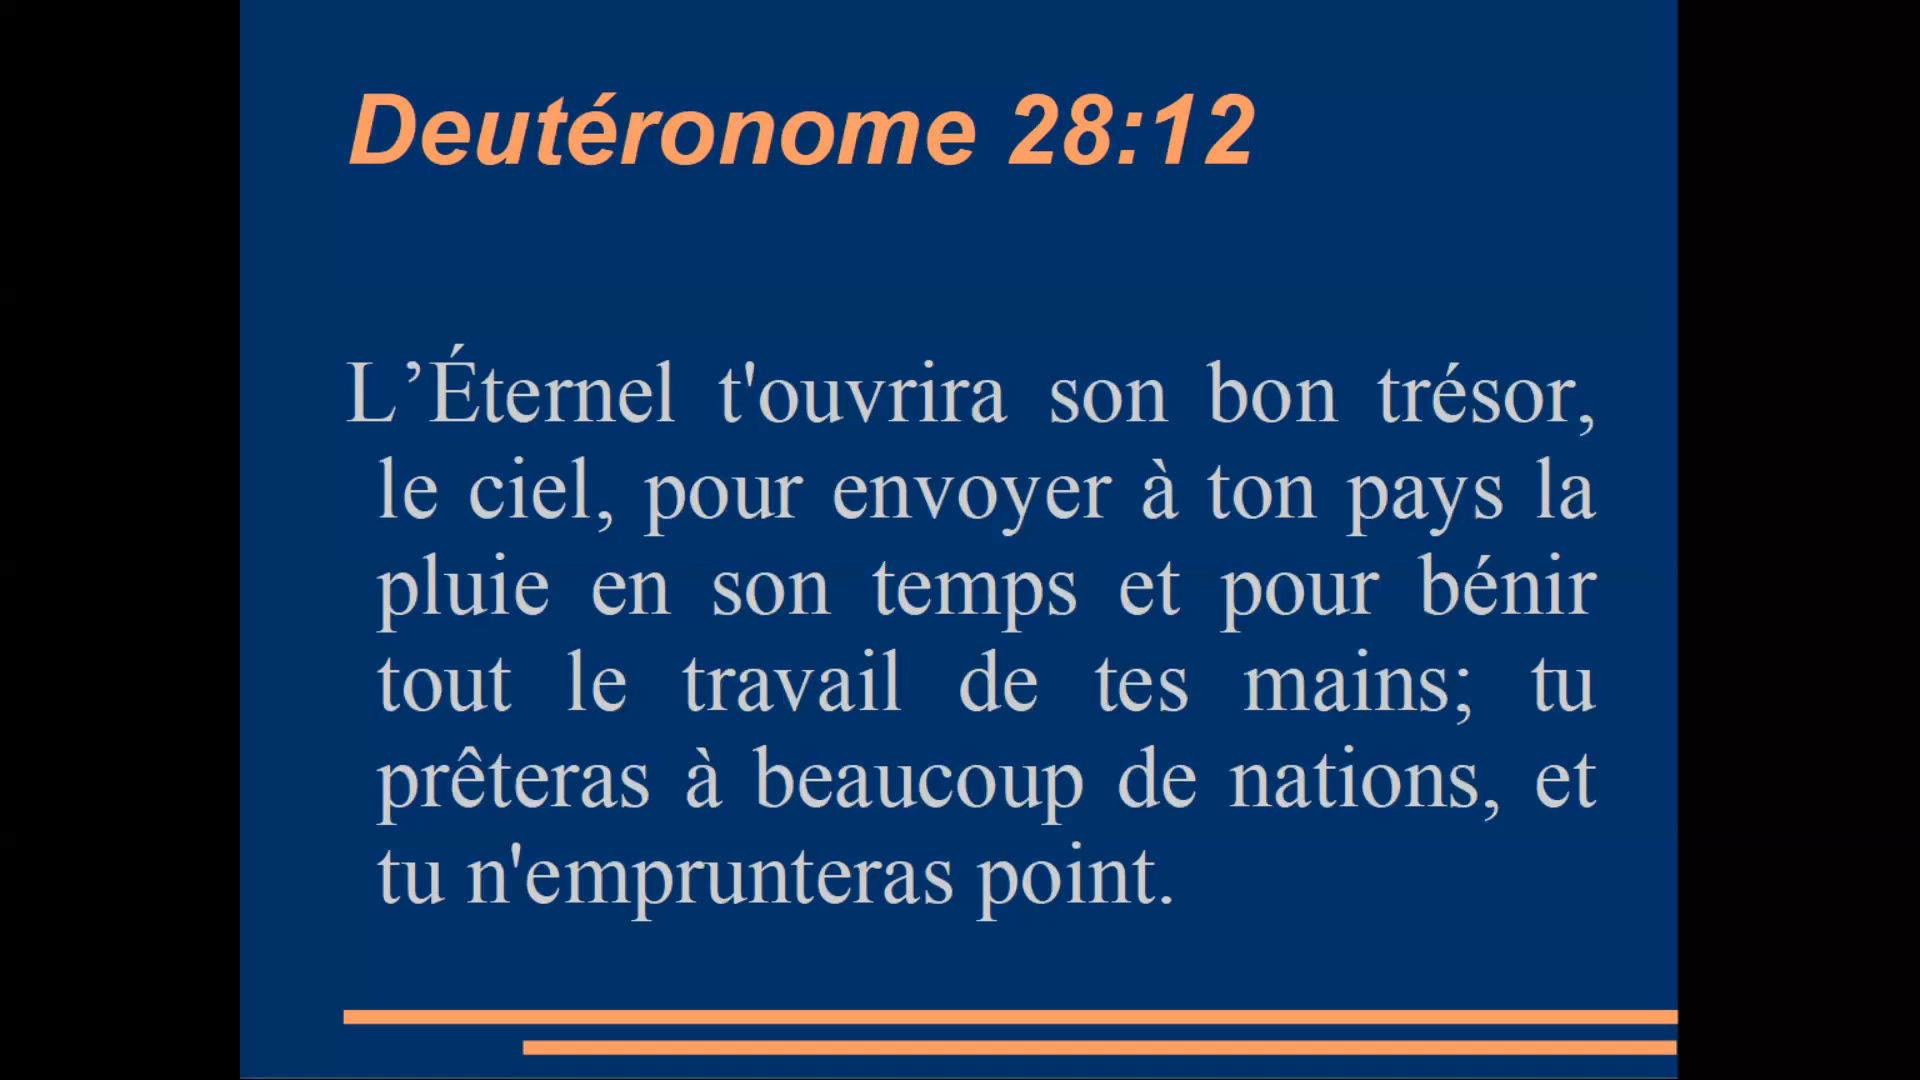 Deutéronome 28:12
L’Éternel t'ouvrira son bon trésor,
le ciel, pour envoyer à ton pays la
pluie en son temps et pour bénir
tout le travail de tes mains; tu
prêteras à beaucoup de nations, et
tu n'emprunteras point.